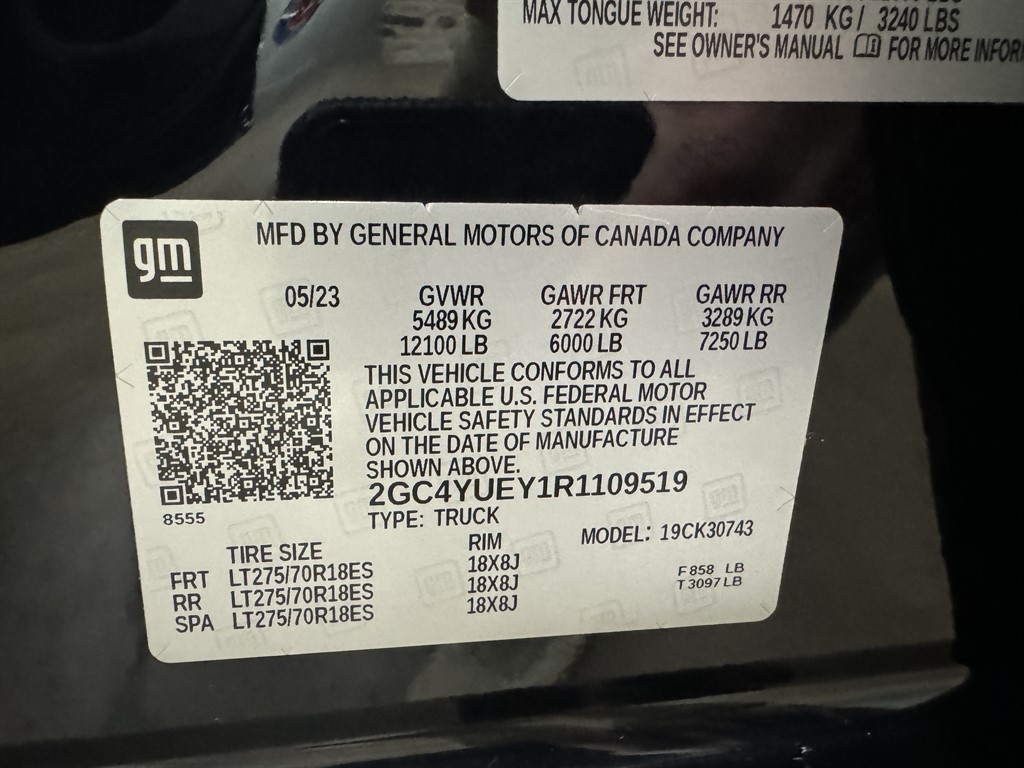 MAX TONGUE WEIGHT: 1470 KG / 3240 LBS
SEE OWNER'S MANUAL FOR MORE
gm
MFD BY GENERAL MOTORS OF CANADA COMPANY
05/23 GVWR GAWR FRT GAWR RR
5489 KG 2722 KG 3289 KG
12100 LB 6000 LB 7250 LB
THIS VEHICLE CONFORMS TO ALL
APPLICABLE U.S. FEDERAL MOTOR
VEHICLE SAFETY STANDARDS IN EFFECT
ON THE DATE OF MANUFACTURE
SHOWN ABOVE.
2GC4YUEY1R1109519
8555
TYPE: TRUCK
TIRE SIZE RIM MODEL: 19CK30743
FRT LT275/70R18ES 18X8J
RR LT275/70R18ES 18X8J
SPA LT275/70R18ES 18X8J
F 858 LB
T 3097 LB